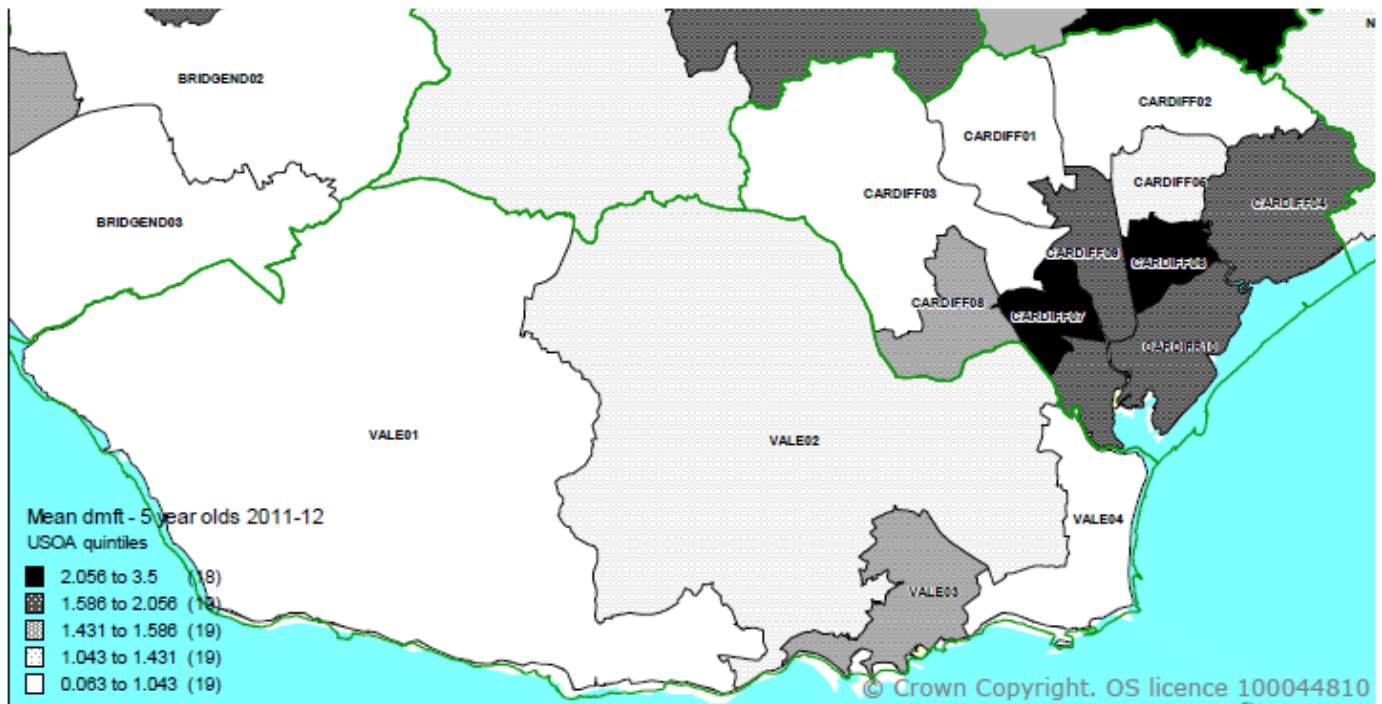 N
BRIDGEND02
CARDIFF02
CARDIFF01
CARDIFF05
CARDIFF03
CARDIFF04
BRIDGEND03
CARDIFF09
CARDIFF06
CARDIFF08
CARDIFF07
CARDIFF10
VALE01
VALE02
VALE04
VALE03
Mean dmft - 5 year olds 2011-12
USOA quintiles
2.056 to 3.5 (18)
1.586 to 2.056 (19)
1.431 to 1.586 (19)
1.043 to 1.431 (19)
0.063 to 1.043 (19)
© Crown Copyright. OS licence 100044810